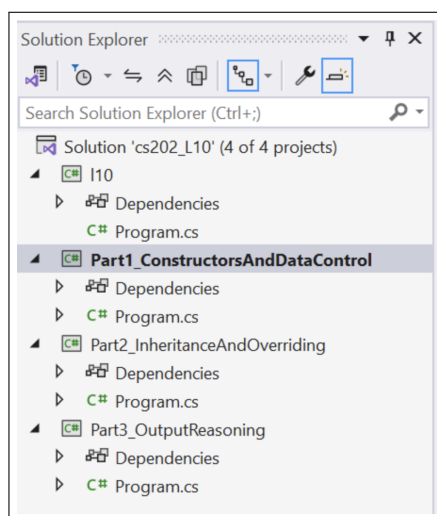 Solution Explorer
Search Solution Explorer (Ctrl+;)
Solution 'cs202_L10' (4 of 4 projects)
C# l10
Dependencies
C# Program.cs
C# Part1_ConstructorsAndDataControl
Dependencies
C# Program.cs
C# Part2_InheritanceAndOverriding
Dependencies
C# Program.cs
C# Part3_OutputReasoning
Dependencies
C# Program.cs